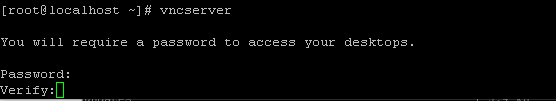 [root@localhost ~]# vncserver
You will require a password to access your desktops.
Password:
Verify: